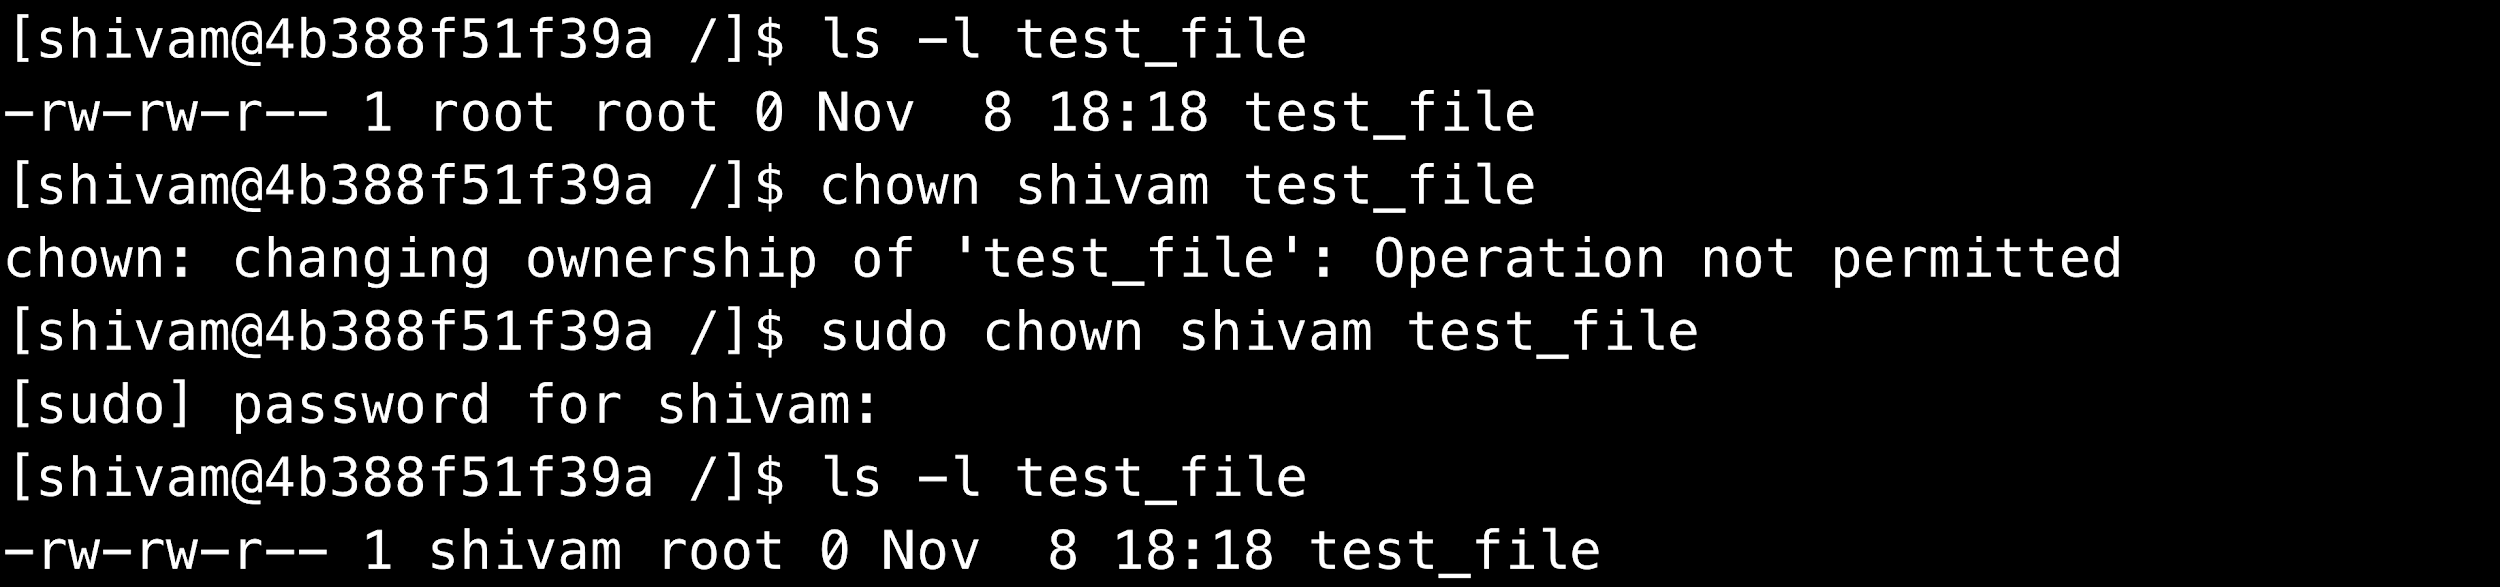 [shivam@4b388f51f39a /]$ ls -l test_file
-rw-rw-r-- 1 root root 0 Nov  8 18:18 test_file
[shivam@4b388f51f39a /]$ chown shivam test_file
chown: changing ownership of 'test_file': Operation not permitted
[shivam@4b388f51f39a /]$ sudo chown shivam test_file
[sudo] password for shivam:
[shivam@4b388f51f39a /]$ ls -l test_file
-rw-rw-r-- 1 shivam root 0 Nov  8 18:18 test_file